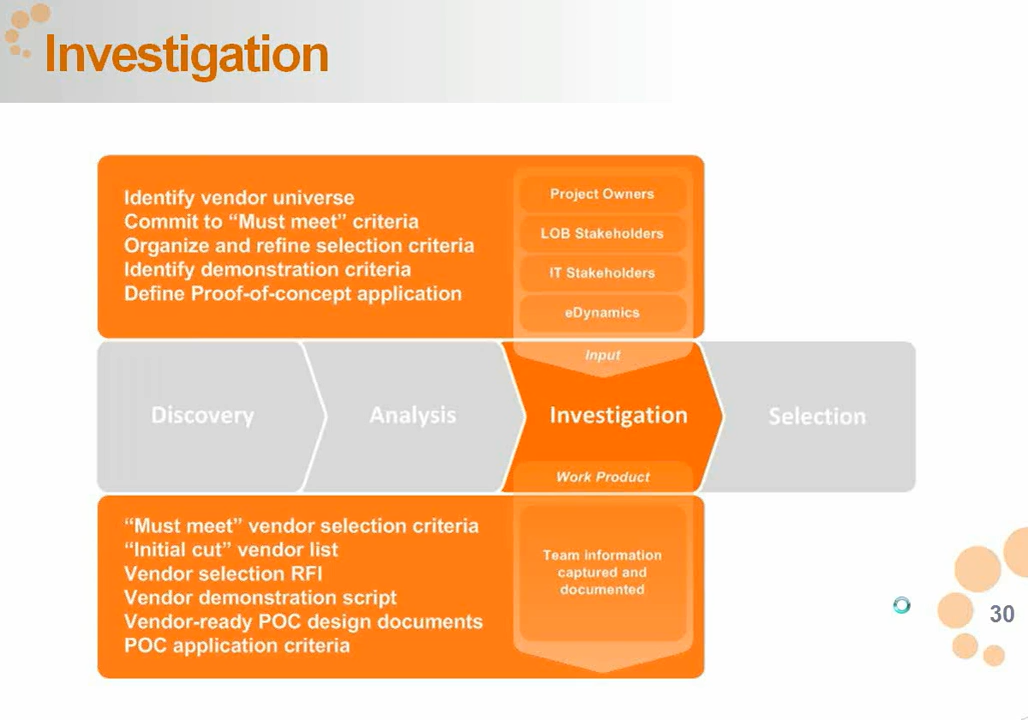 Investigation
Identify vendor universe
Commit to “Must meet” criteria
Organize and refine selection criteria
Identify demonstration criteria
Define Proof-of-concept application
Project Owners
LOB Stakeholders
IT Stakeholders
eDynamics
Input
Discovery
Analysis
Investigation
Selection
Work Product
“Must meet” vendor selection criteria
“Initial cut” vendor list
Vendor selection RFI
Vendor demonstration script
Vendor-ready POC design documents
POC application criteria
Team information
captured and
documented
30